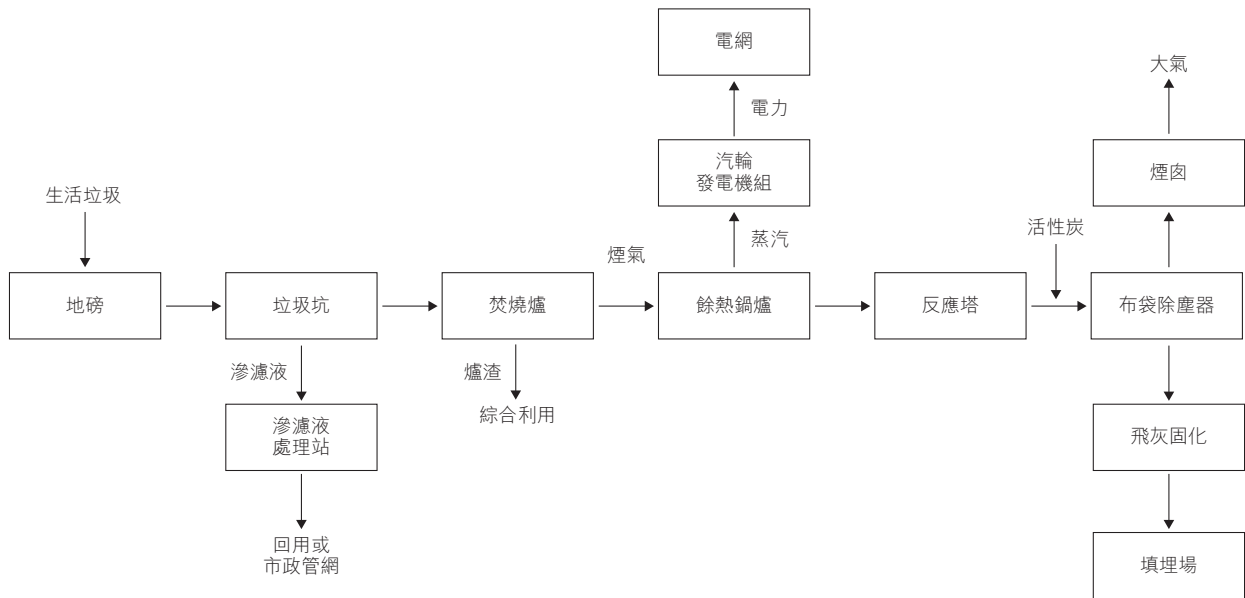 電網
大氣
電力
汽輪
發電機組
煙囪
生活垃圾
活性炭
煙氣
蒸汽
地磅
垃圾坑
焚燒爐
餘熱鍋爐
反應塔
布袋除塵器
滲濾液
爐渣
綜合利用
滲濾液
處理站
飛灰固化
回用或
市政管網
填埋場